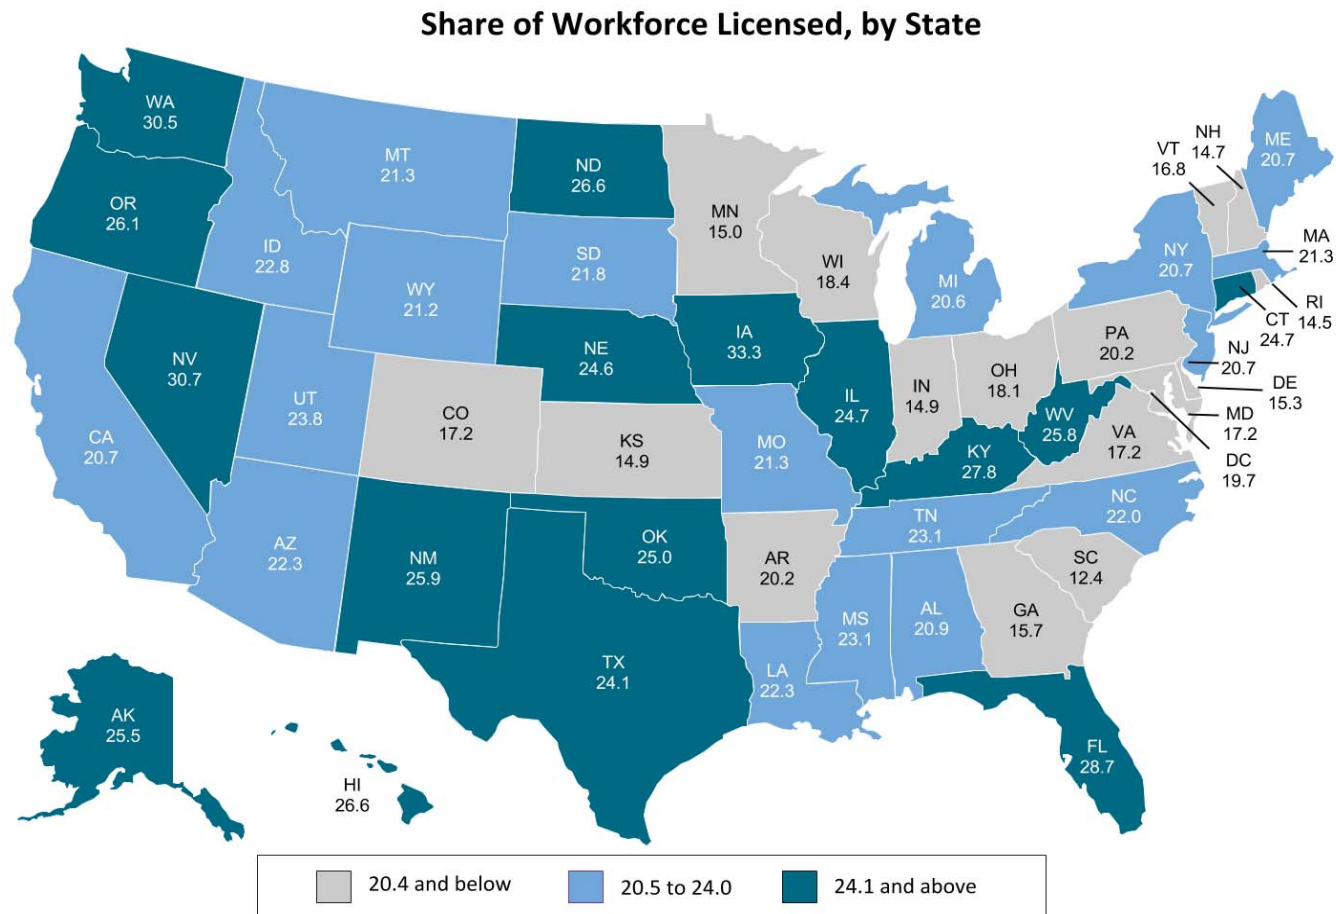 Share of Workforce Licensed, by State
WA
30.5
MT
21.3
ND
26.6
MN
15.0
VT
16.8
NH
14.7
ME
20.7
OR
26.1
ID
22.8
WY
21.2
SD
21.8
WI
18.4
MI
20.6
NY
20.7
MA
21.3
RI
14.5
CT
24.7
NV
30.7
UT
23.8
NE
24.6
IA
33.3
IL
24.7
IN
14.9
OH
18.1
PA
20.2
NJ
20.7
DE
15.3
MD
17.2
DC
19.7
CA
20.7
CO
17.2
KS
14.9
MO
21.3
KY
27.8
WV
25.8
VA
17.2
AZ
22.3
NM
25.9
OK
25.0
AR
20.2
TN
23.1
NC
22.0
SC
12.4
TX
24.1
LA
22.3
MS
23.1
AL
20.9
GA
15.7
FL
28.7
AK
25.5
HI
26.6
20.4 and below
20.5 to 24.0
24.1 and above